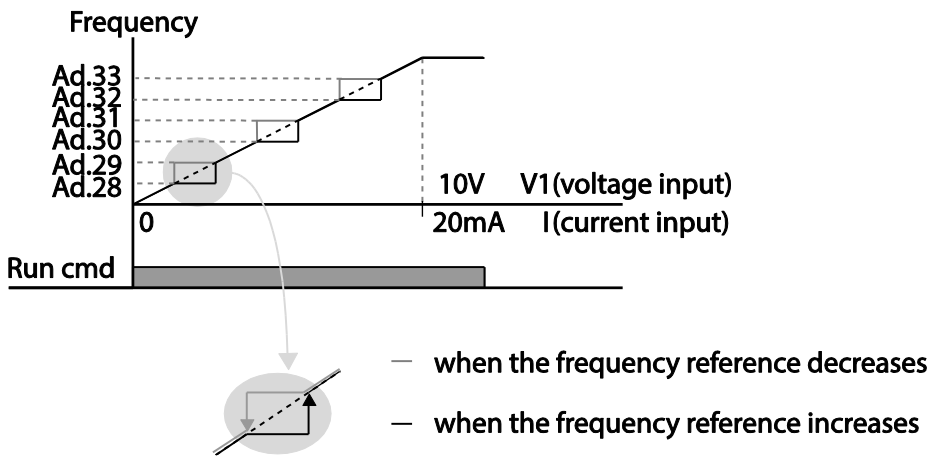 Frequency
Ad.33
Ad.32
Ad.31
Ad.30
Ad.29
Ad.28
10V V1(voltage input)
0 20mA I(current input)
Run cmd
when the frequency reference decreases
when the frequency reference increases